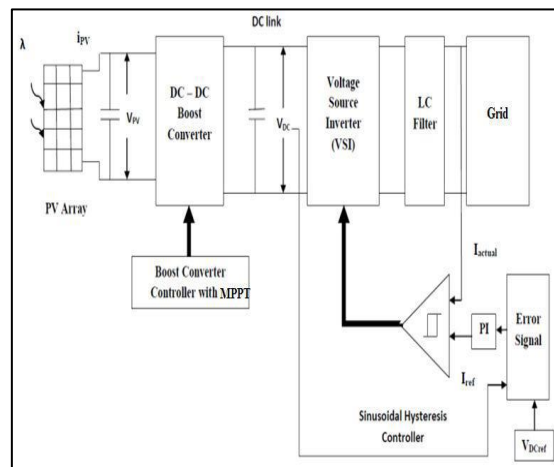 DC link
λ
iPV
DC – DC
Boost
Converter
VPV
VDC
Voltage
Source
Inverter
(VSI)
LC
Filter
Grid
PV Array
Boost Converter
Controller with MPPT
Iactual
PI
Error
Signal
Iref
Sinusoidal Hysteresis
Controller
VDCref